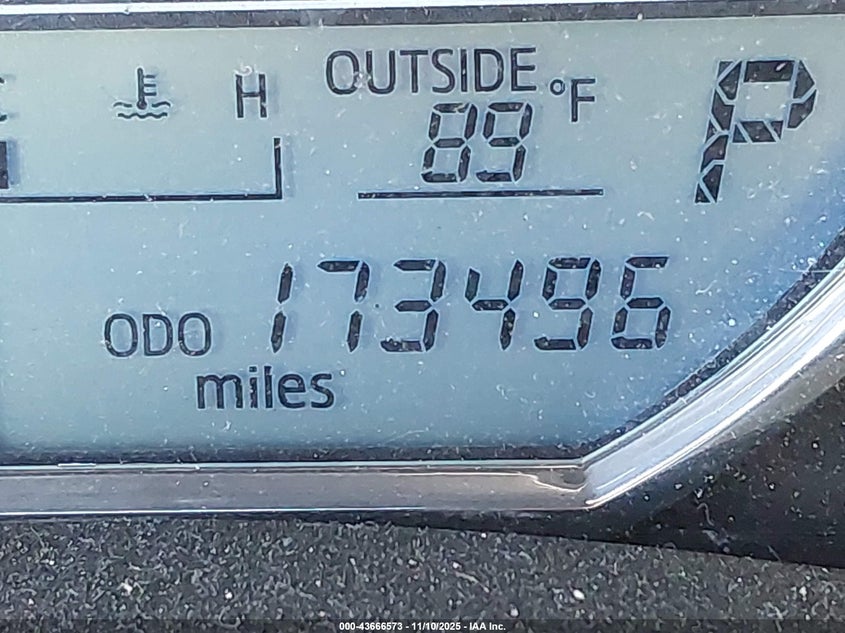 C H
OUTSIDE
89 °F
P
ODO 173496
miles
000-43666573 - 11/10/2025 - IAA Inc.